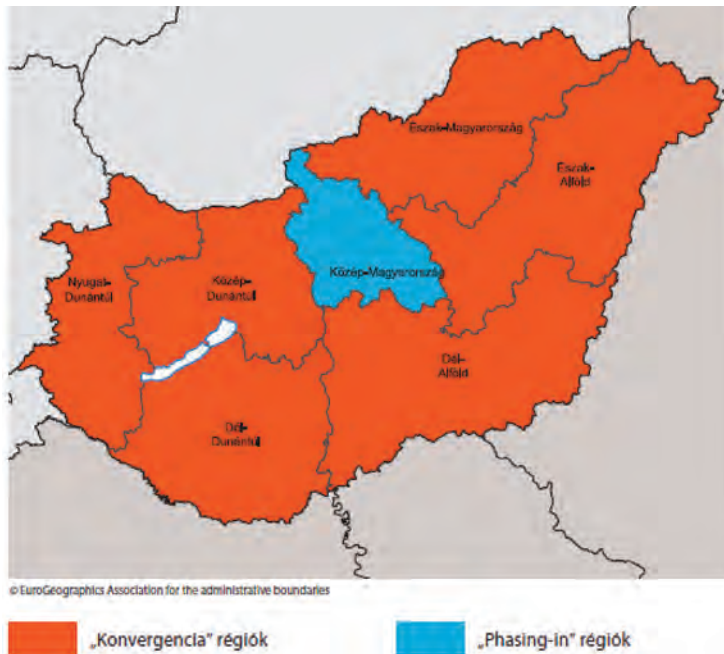 Észak-Magyarország
Észak-
Alföld
Közép-Magyarország
Nyugat-
Dunántúl
Közép-
Dunántúl
Dél-
Alföld
Dél-
Dunántúl
© EuroGeographics Association for the administrative boundaries
„Konvergencia” régiók
„Phasing-in” régiók